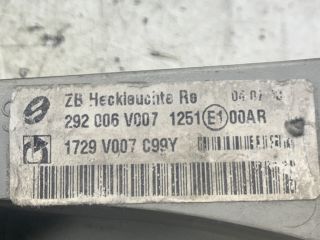 ZB Heckleuchte Re
292 006 V007 1251 E1 00AR
1729 V007 C99Y